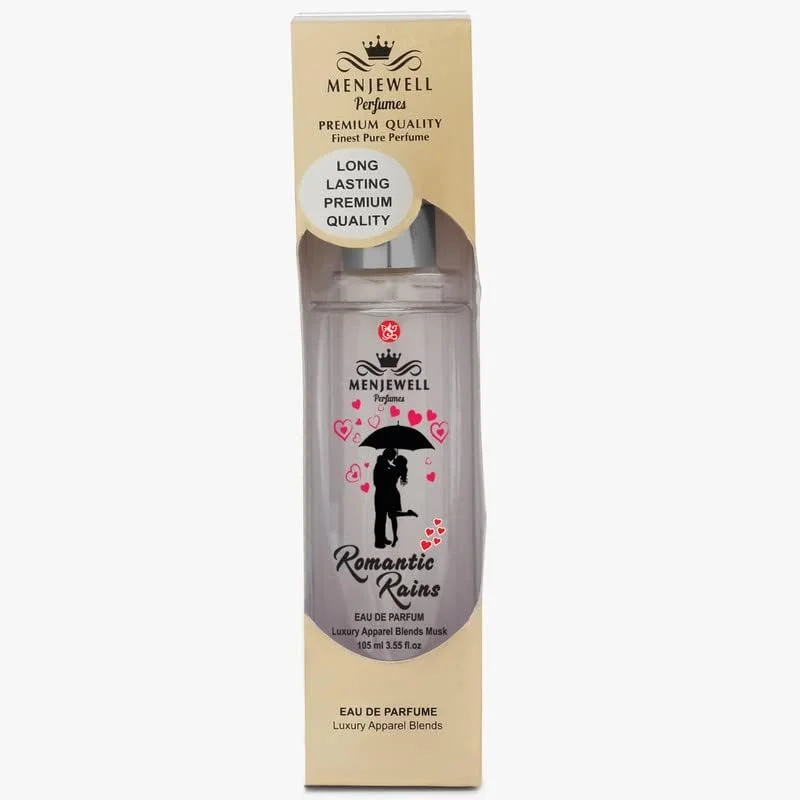 MENJEWELL
Perfumes
PREMIUM QUALITY
Finest Pure Perfume
LONG
LASTING
PREMIUM
QUALITY
MENJEWELL
Perfumes
Romantic
Rains
EAU DE PARFUM
Luxury Apparel Blends Musk
105 ml 3.55 fl.oz
EAU DE PARFUME
Luxury Apparel Blends